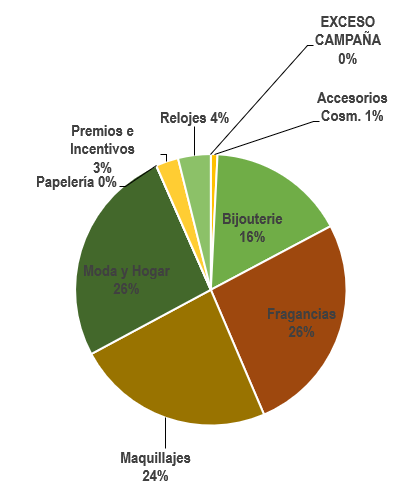 EXCESO
CAMPAÑA
0%
Accesorios
Cosm. 1%
Relojes 4%
Premios e
Incentivos
3%
Papelería 0%
Bijouterie
16%
Moda y Hogar
26%
Fragancias
26%
Maquillajes
24%